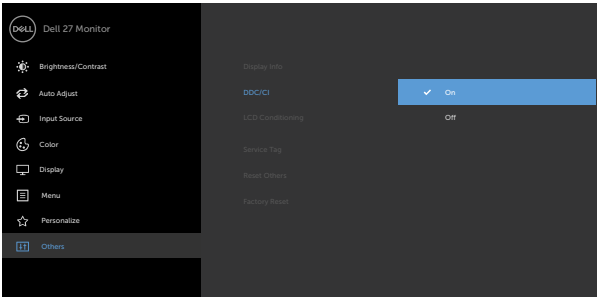 DELL
Dell 27 Monitor
Brightness/Contrast
Auto Adjust
Input Source
Color
Display
Menu
Personalize
Others
Display Info
DDC/CI
LCD Conditioning
Service Tag
Reset Others
Factory Reset
On
Off